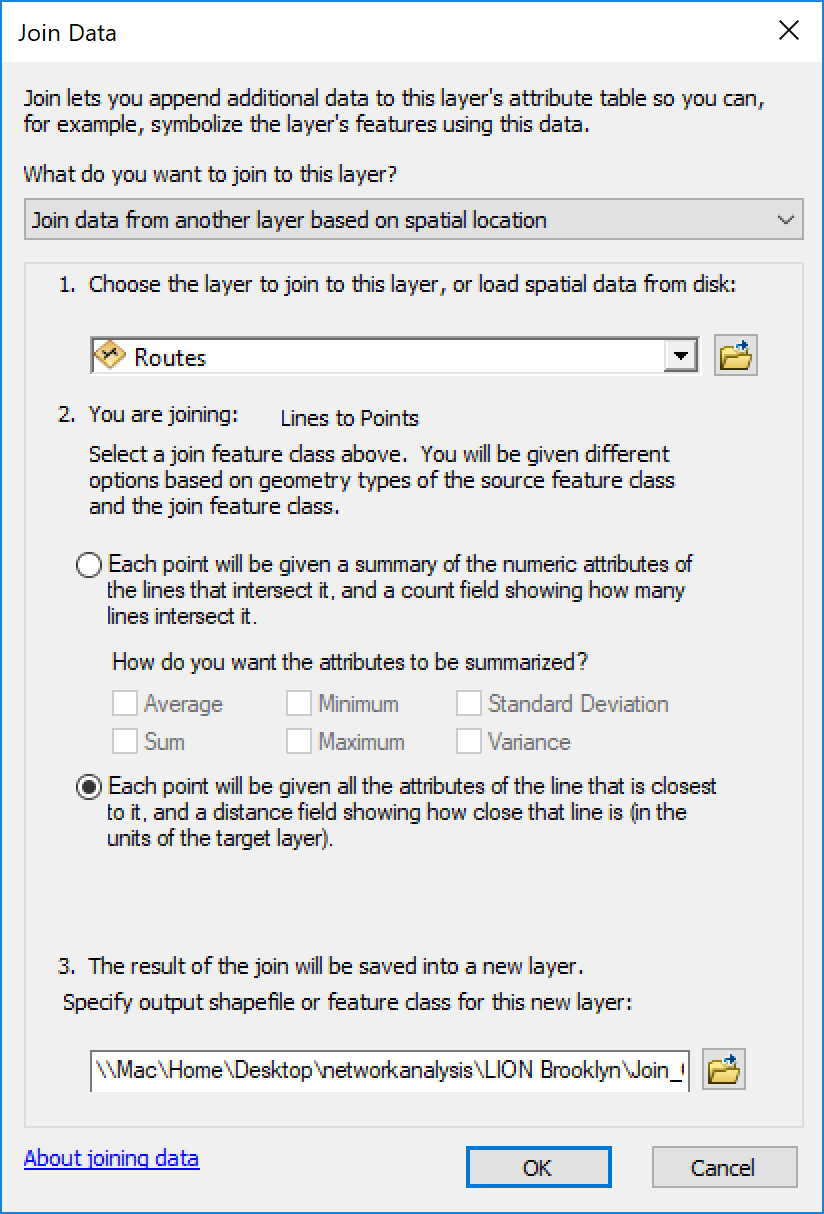 Join Data
Join lets you append additional data to this layer's attribute table so you can,
for example, symbolize the layer's features using this data.
What do you want to join to this layer?
Join data from another layer based on spatial location
1. Choose the layer to join to this layer, or load spatial data from disk:
Routes
2. You are joining: Lines to Points
Select a join feature class above. You will be given different
options based on geometry types of the source feature class
and the join feature class.
Each point will be given a summary of the numeric attributes of
the lines that intersect it, and a count field showing how many
lines intersect it.
How do you want the attributes to be summarized?
Average Minimum Standard Deviation
Sum Maximum Variance
Each point will be given all the attributes of the line that is closest
to it, and a distance field showing how close that line is (in the
units of the target layer).
3. The result of the join will be saved into a new layer.
Specify output shapefile or feature class for this new layer:
\\Mac\Home\Desktop\networkanalysis\LION Brooklyn\Join_
About joining data OK Cancel